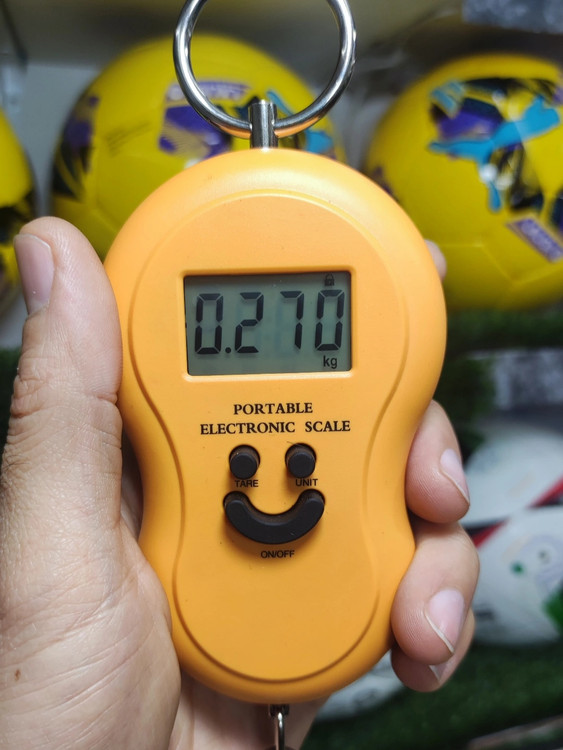 0.270
kg
PORTABLE
ELECTRONIC SCALE
TARE UNIT
ON/OFF